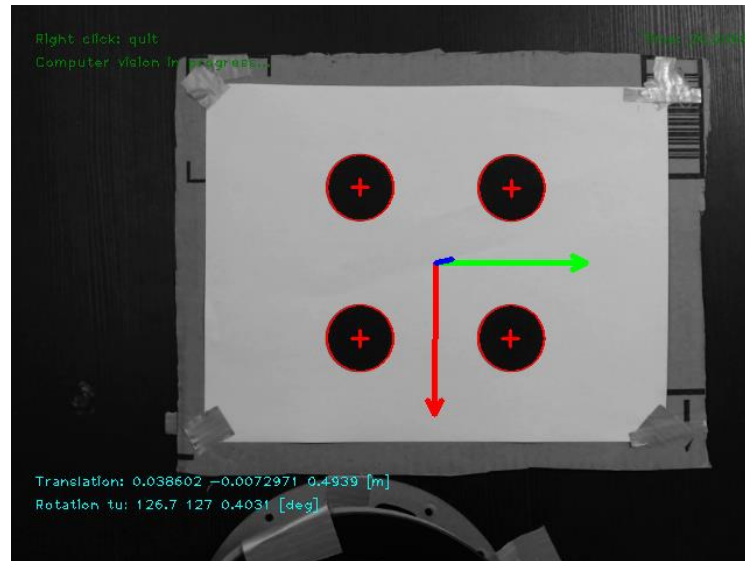 Right click: quit
Computer vision in progress...
Translation: 0.038602 -0.0072971 0.4939 [m]
Rotation tu: 126.7 127 0.4031 [deg]